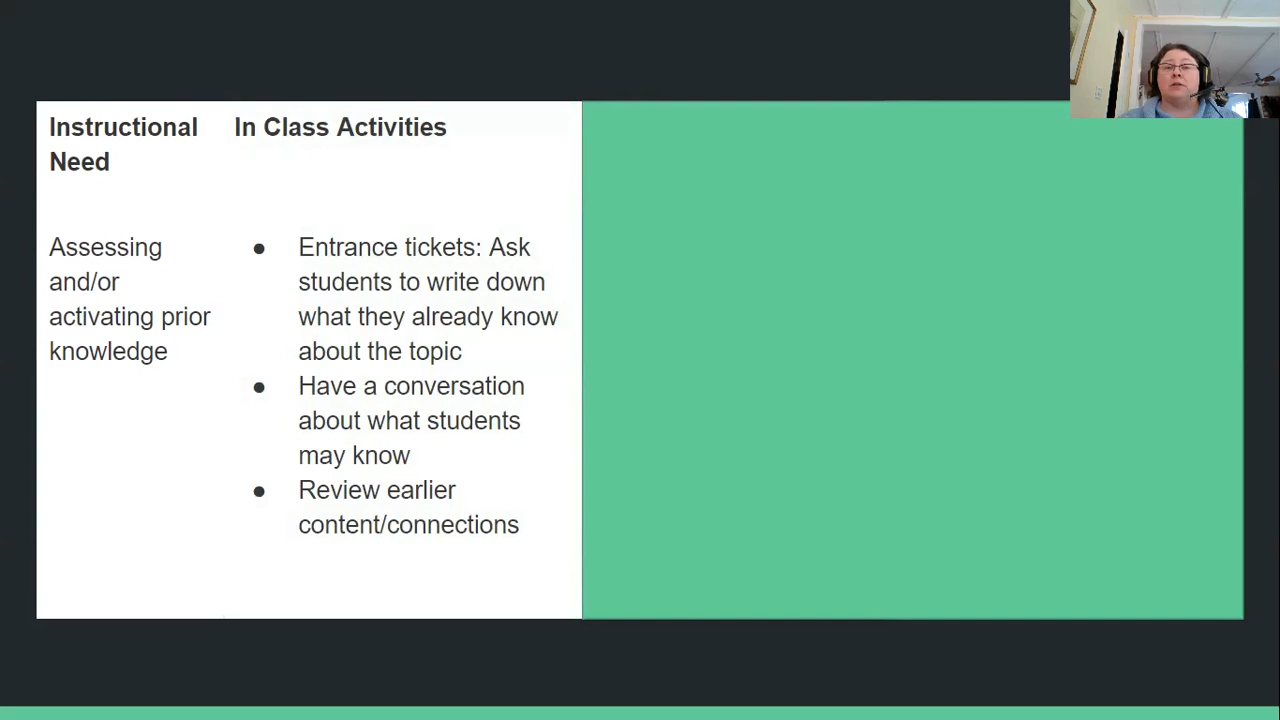 Instructional
Need
In Class Activities
Assessing
and/or
activating prior
knowledge
● Entrance tickets: Ask
students to write down
what they already know
about the topic
● Have a conversation
about what students
may know
● Review earlier
content/connections